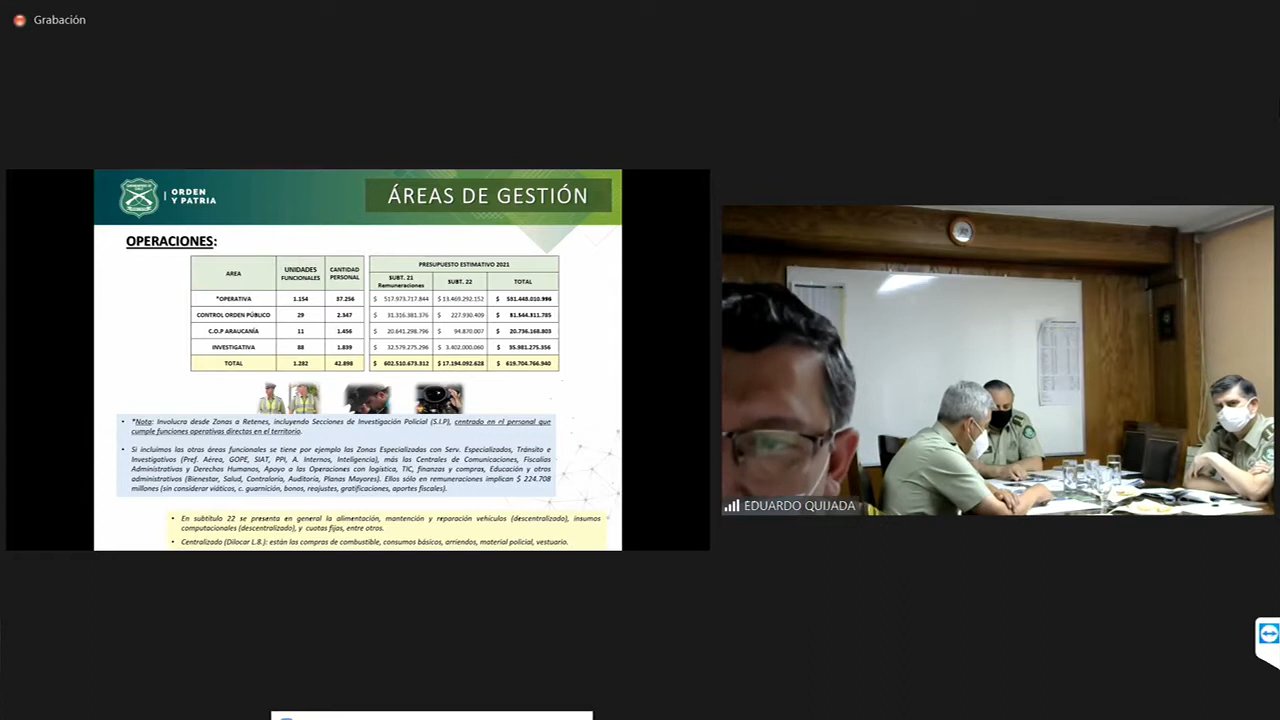 Grabación
ORDEN
Y PATRIA
ÁREAS DE GESTIÓN
OPERACIONES:
AREA UNIDADES FUNCIONALES CANTIDAD PERSONAL PRESUPUESTO ESTIMATIVO 2021
SUBT. 21 Remuneraciones SUBT. 22 TOTAL
*OPERATIVA 1.154 37.256 $ 517.973.717.844 $ 13.469.292.152 $ 531.443.010.996
CONTROL ORDEN PÚBLICO 29 2.347 $ 31.316.381.376 $ 227.930.409 $ 31.544.311.785
C.O.P ARAUCANÍA 11 1.456 $ 20.641.298.796 $ 94.870.007 $ 20.736.168.803
INVESTIGATIVA 88 1.839 $ 32.579.275.296 $ 3.402.000.060 $ 35.981.275.356
TOTAL 1.282 42.898 $ 602.510.673.312 $ 17.194.092.628 $ 619.704.766.940
• *Nota: Involucra desde Zonas a Retenes, incluyendo Secciones de Investigación Policial (S.I.P), centrado en el personal que
cumple funciones operativas directas en el territorio.
• Si incluimos las otras áreas funcionales se tiene por ejemplo las Zonas Especializadas con Serv. Especializados, Tránsito e
Investigativos (Pref. Aérea, GOPE, SIAT, PPI, A. Internos, Inteligencia), más las Centrales de Comunicaciones, Fiscalías
Administrativas y Derechos Humanos, Apoyo a las Operaciones con logística, TIC, finanzas y compras, Educación y otros
administrativos (Bienestar, Salud, Contraloría, Auditoria, Planas Mayores). Ellos sólo en remuneraciones implican $ 224.708
millones (sin considerar viáticos, c. guarnición, bonos, reajustes, gratificaciones, aportes fiscales).
• En subtítulo 22 se presenta en general la alimentación, mantención y reparación vehículos (descentralizado), insumos
computacionales (descentralizado), y cuotas fijas, entre otros.
• Centralizado (Dilocar L.8.): están las compras de combustible, consumos básicos, arriendos, material policial, vestuario.
EDUARDO QUIJADA